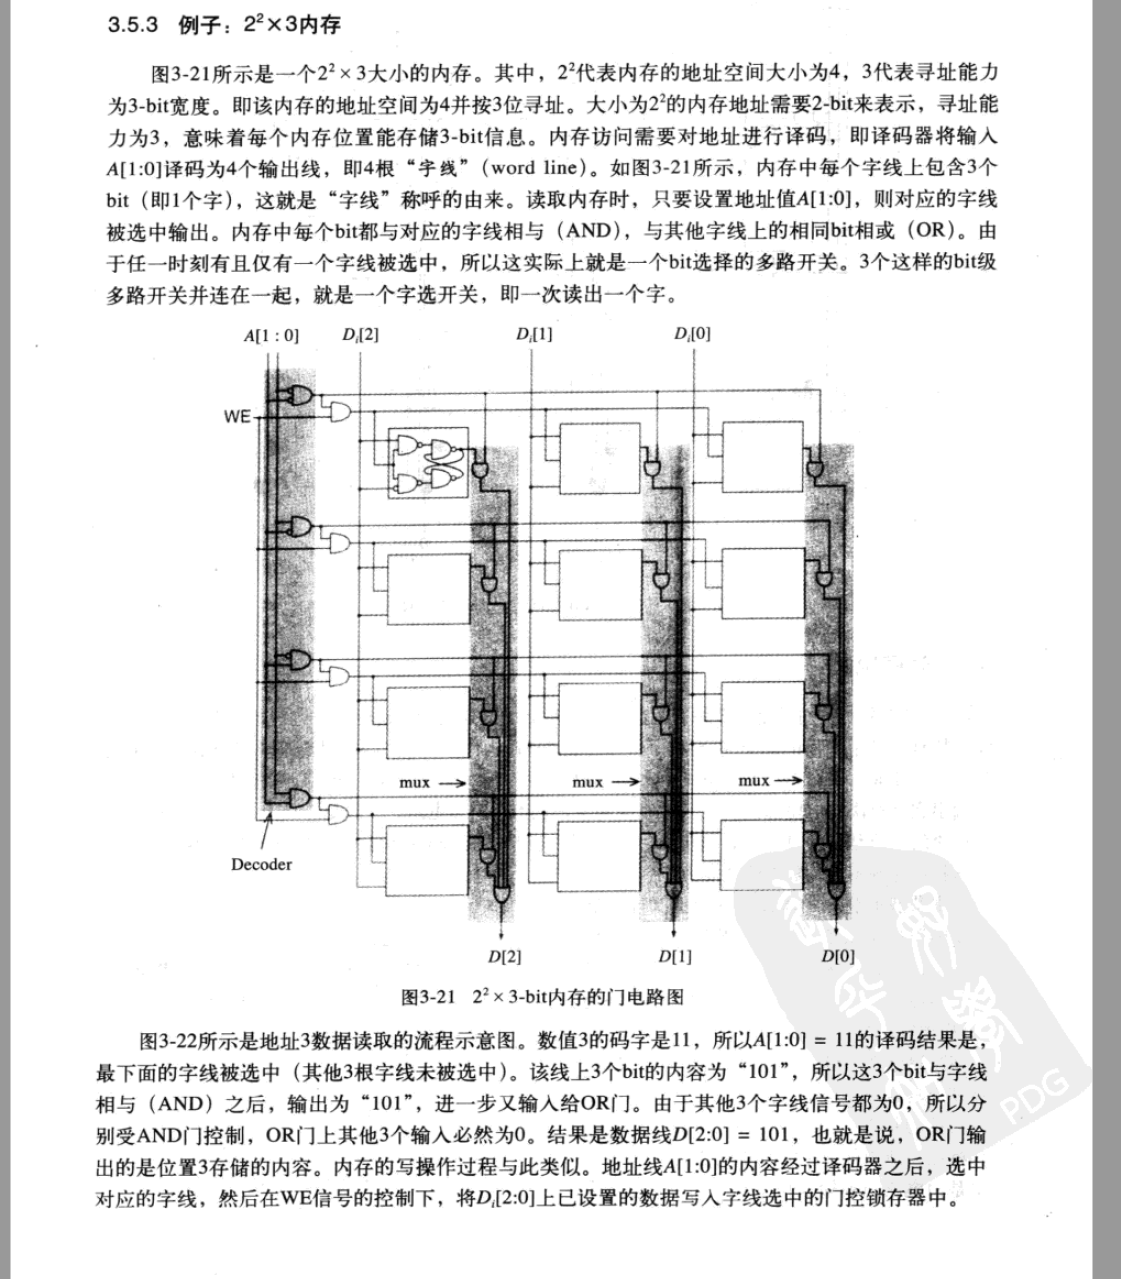 3.5.3 例子：2²×3内存
图3-21所示是一个2²×3大小的内存。其中，2²代表内存的地址空间大小为4，3代表寻址能力
为3-bit宽度。即该内存的地址空间为4并按3位寻址。大小为2²的内存地址需要2-bit来表示，寻址能
力为3，意味着每个内存位置能存储3-bit信息。内存访问需要对地址进行译码，即译码器将输入
A[1:0]译码为4个输出线，即4根“字线”（word line）。如图3-21所示，内存中每个字线上包含3个
bit（即1个字），这就是“字线”称呼的由来。读取内存时，只要设置地址值A[1:0]，则对应的字线
被选中输出。内存中每个bit都与对应的字线相与（AND），与其他字线上的相同bit相或（OR）。由
于任一时刻有且仅有一个字线被选中，所以这实际上就是一个bit选择的多路开关。3个这样的bit级
多路开关并连在一起，就是一个字选开关，即一次读出一个字。
A[1 : 0] Dᵢ[2] Dᵢ[1] Dᵢ[0]
WE
mux mux mux
Decoder
D[2] D[1] D[0]
图3-21 2²×3-bit内存的门电路图
图3-22所示是地址3数据读取的流程示意图。数值3的码字是11，所以A[1:0] = 11的译码结果是，
最下面的字线被选中（其他3根字线未被选中）。该线上3个bit的内容为“101”，所以这3个bit与字线
相与（AND）之后，输出为“101”，进一步又输入给OR门。由于其他3个字线信号都为0，所以分
别受AND门控制，OR门上其他3个输入必然为0。结果是数据线D[2:0] = 101，也就是说，OR门输
出的是位置3存储的内容。内存的写操作过程与此类似。地址线A[1:0]的内容经过译码器之后，选中
对应的字线，然后在WE信号的控制下，将Dᵢ[2:0]上已设置的数据写入字线选中的门控锁存器中。
PDG